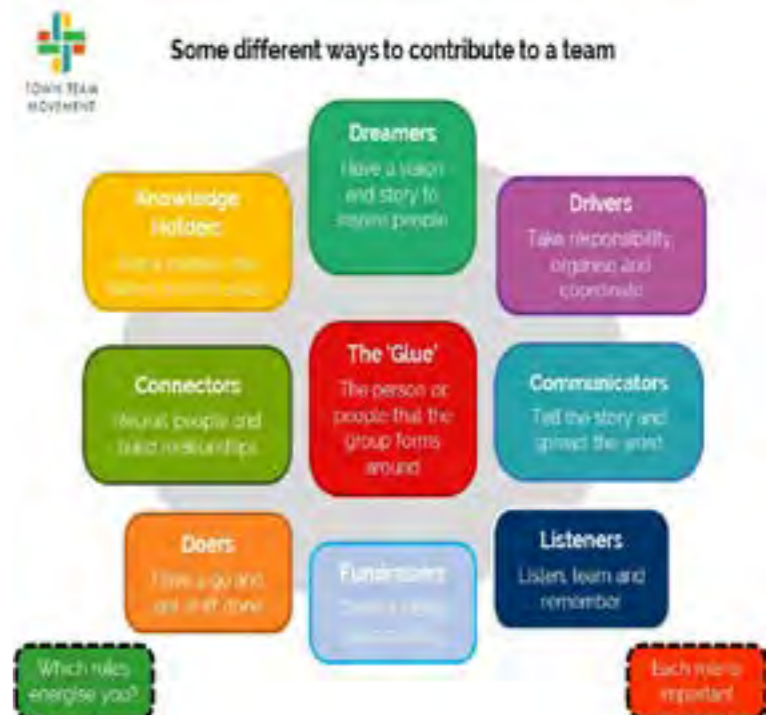 TOWN TEAM
MOVEMENT
Some different ways to contribute to a team
Dreamers
Have a vision
and story to
inspire people
Knowledge
Holders
Drivers
Take responsibility,
organise and
coordinate
Connectors
Recruit people and
build relationships
The 'Glue'
The person or
people that the
group forms
around
Communicators
Tell the story and
spread the word
Doers
Have a go and
get stuff done
Fundraisers
Listeners
Listen, learn and
remember
Which roles
energise you?
Each role is
important